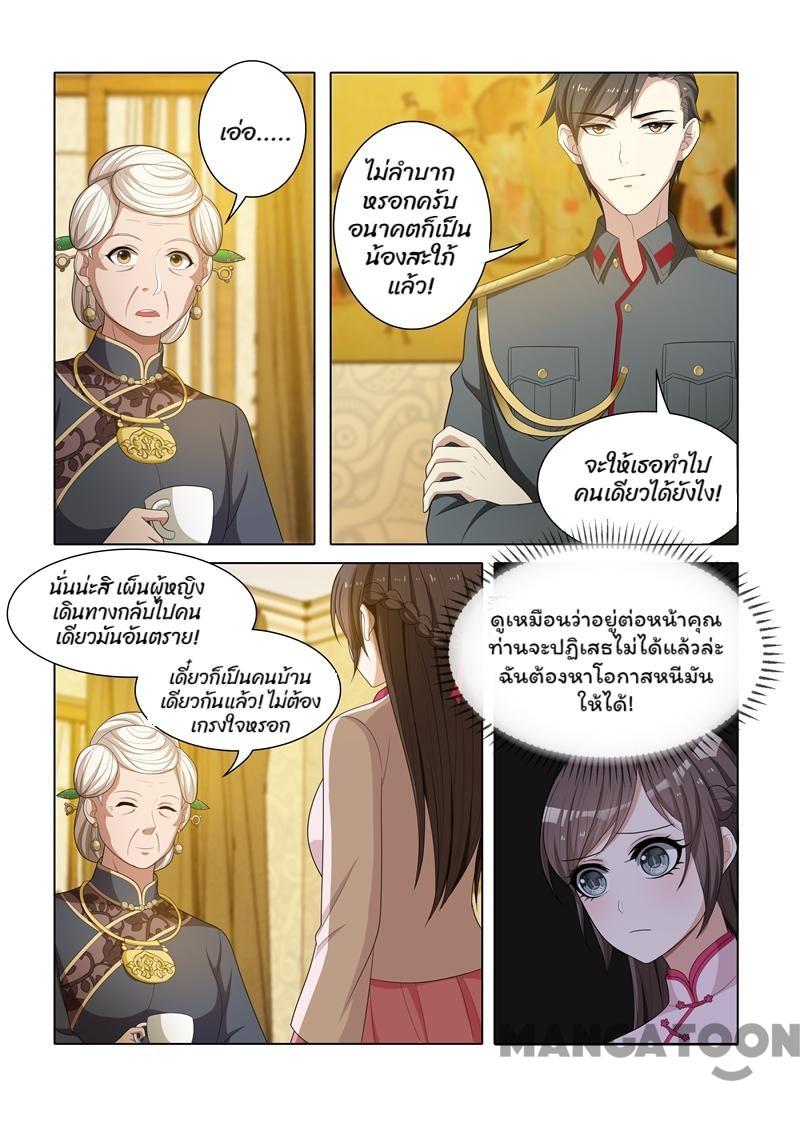 เอ่อ.....
ไม่ลำบาก
หรอกครับ
อนาคตก็เป็น
น้องสะใภ้
แล้ว!
จะให้เธอทำไป
คนเดียวได้ยังไง!
นั่นน่ะสิ เผ็นผู้หญิง
เดินทางกลับไปคน
เดียวมันอันตราย!
เดี๋ยวก็เป็นคนบ้าน
เดียวกันแล้ว! ไม่ต้อง
เกรงใจหรอก
ดูเหมือนว่าอยู่ต่อหน้าคุณ
ท่านจะปฏิเสธไม่ได้แล้วล่ะ
ฉันต้องหาโอกาสหนีมัน
ให้ได้!
MANGATOON